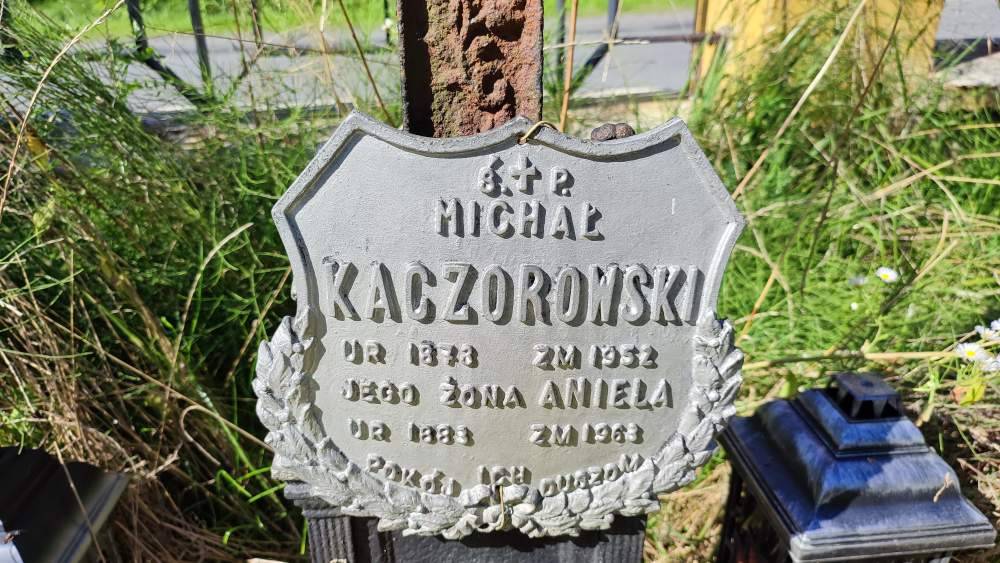 Ś. P.
MICHAŁ
KACZOROWSKI
UR 1878 ZM 1952
JEGO ŻONA ANIELA
UR 1883 ZM 1963
POKÓJ ICH DUSZOM